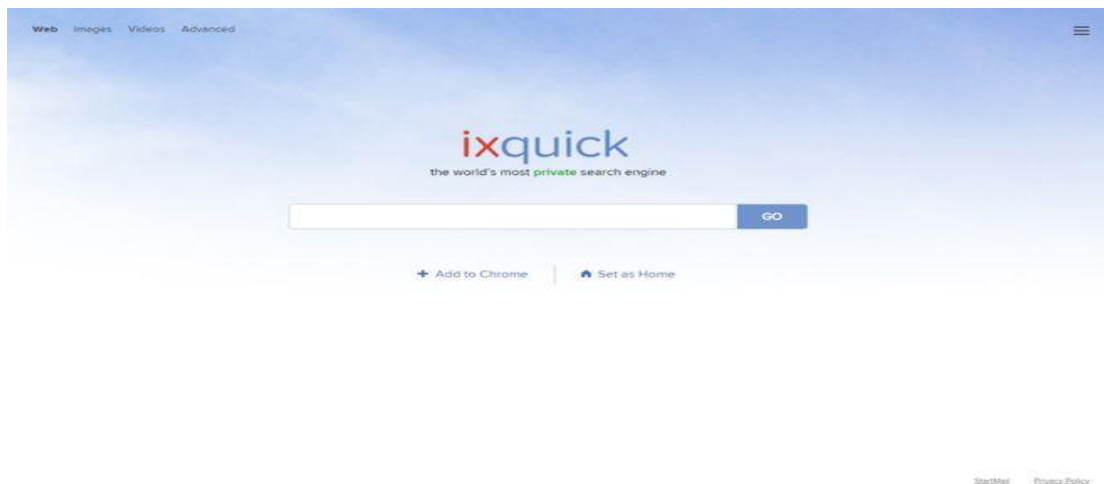 Web Images Videos Advanced
ixquick
the world's most private search engine
GO
Add to Chrome Set as Home
StartMail Privacy Policy